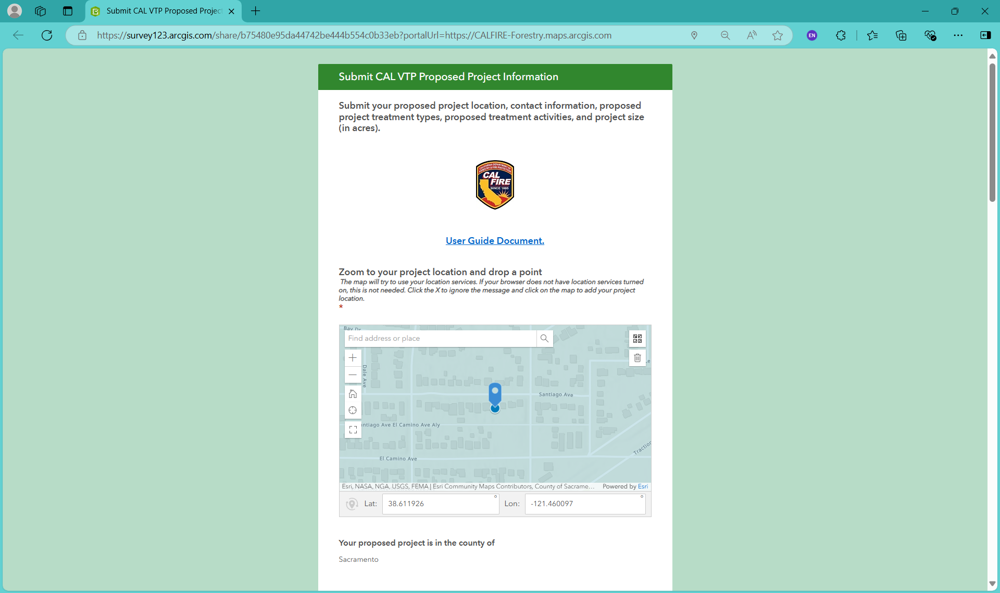 Submit CAL VTP Proposed Project
https://survey123.arcgis.com/share/b75480e95da44742be444b554c0b33eb?portalUrl=https://CALFIRE-Forestry.maps.arcgis.com
EN
Submit CAL VTP Proposed Project Information
Submit your proposed project location, contact information, proposed
project treatment types, proposed treatment activities, and project size
(in acres).
CALIFORNIA DEPARTMENT OF
FORESTRY & FIRE PROTECTION
CAL
FIRE
SINCE 1885
User Guide Document.
Zoom to your project location and drop a point
The map will try to use your location services. If your browser does not have location services turned
on, this is not needed. Click the X to ignore the message and click on the map to add your project
location.
*
Bay Dr
Find address or place
Dale Ave
Le
Santiago Ave
ntiago Ave El Camino Ave Aly
Traction
El Camino Ave
Esri, NASA, NGA, USGS, FEMA | Esri Community Maps Contributors, County of Sacrame... Powered by Esri
Lat: 38.611926 ° Lon: -121.460097 °
Your proposed project is in the county of
Sacramento